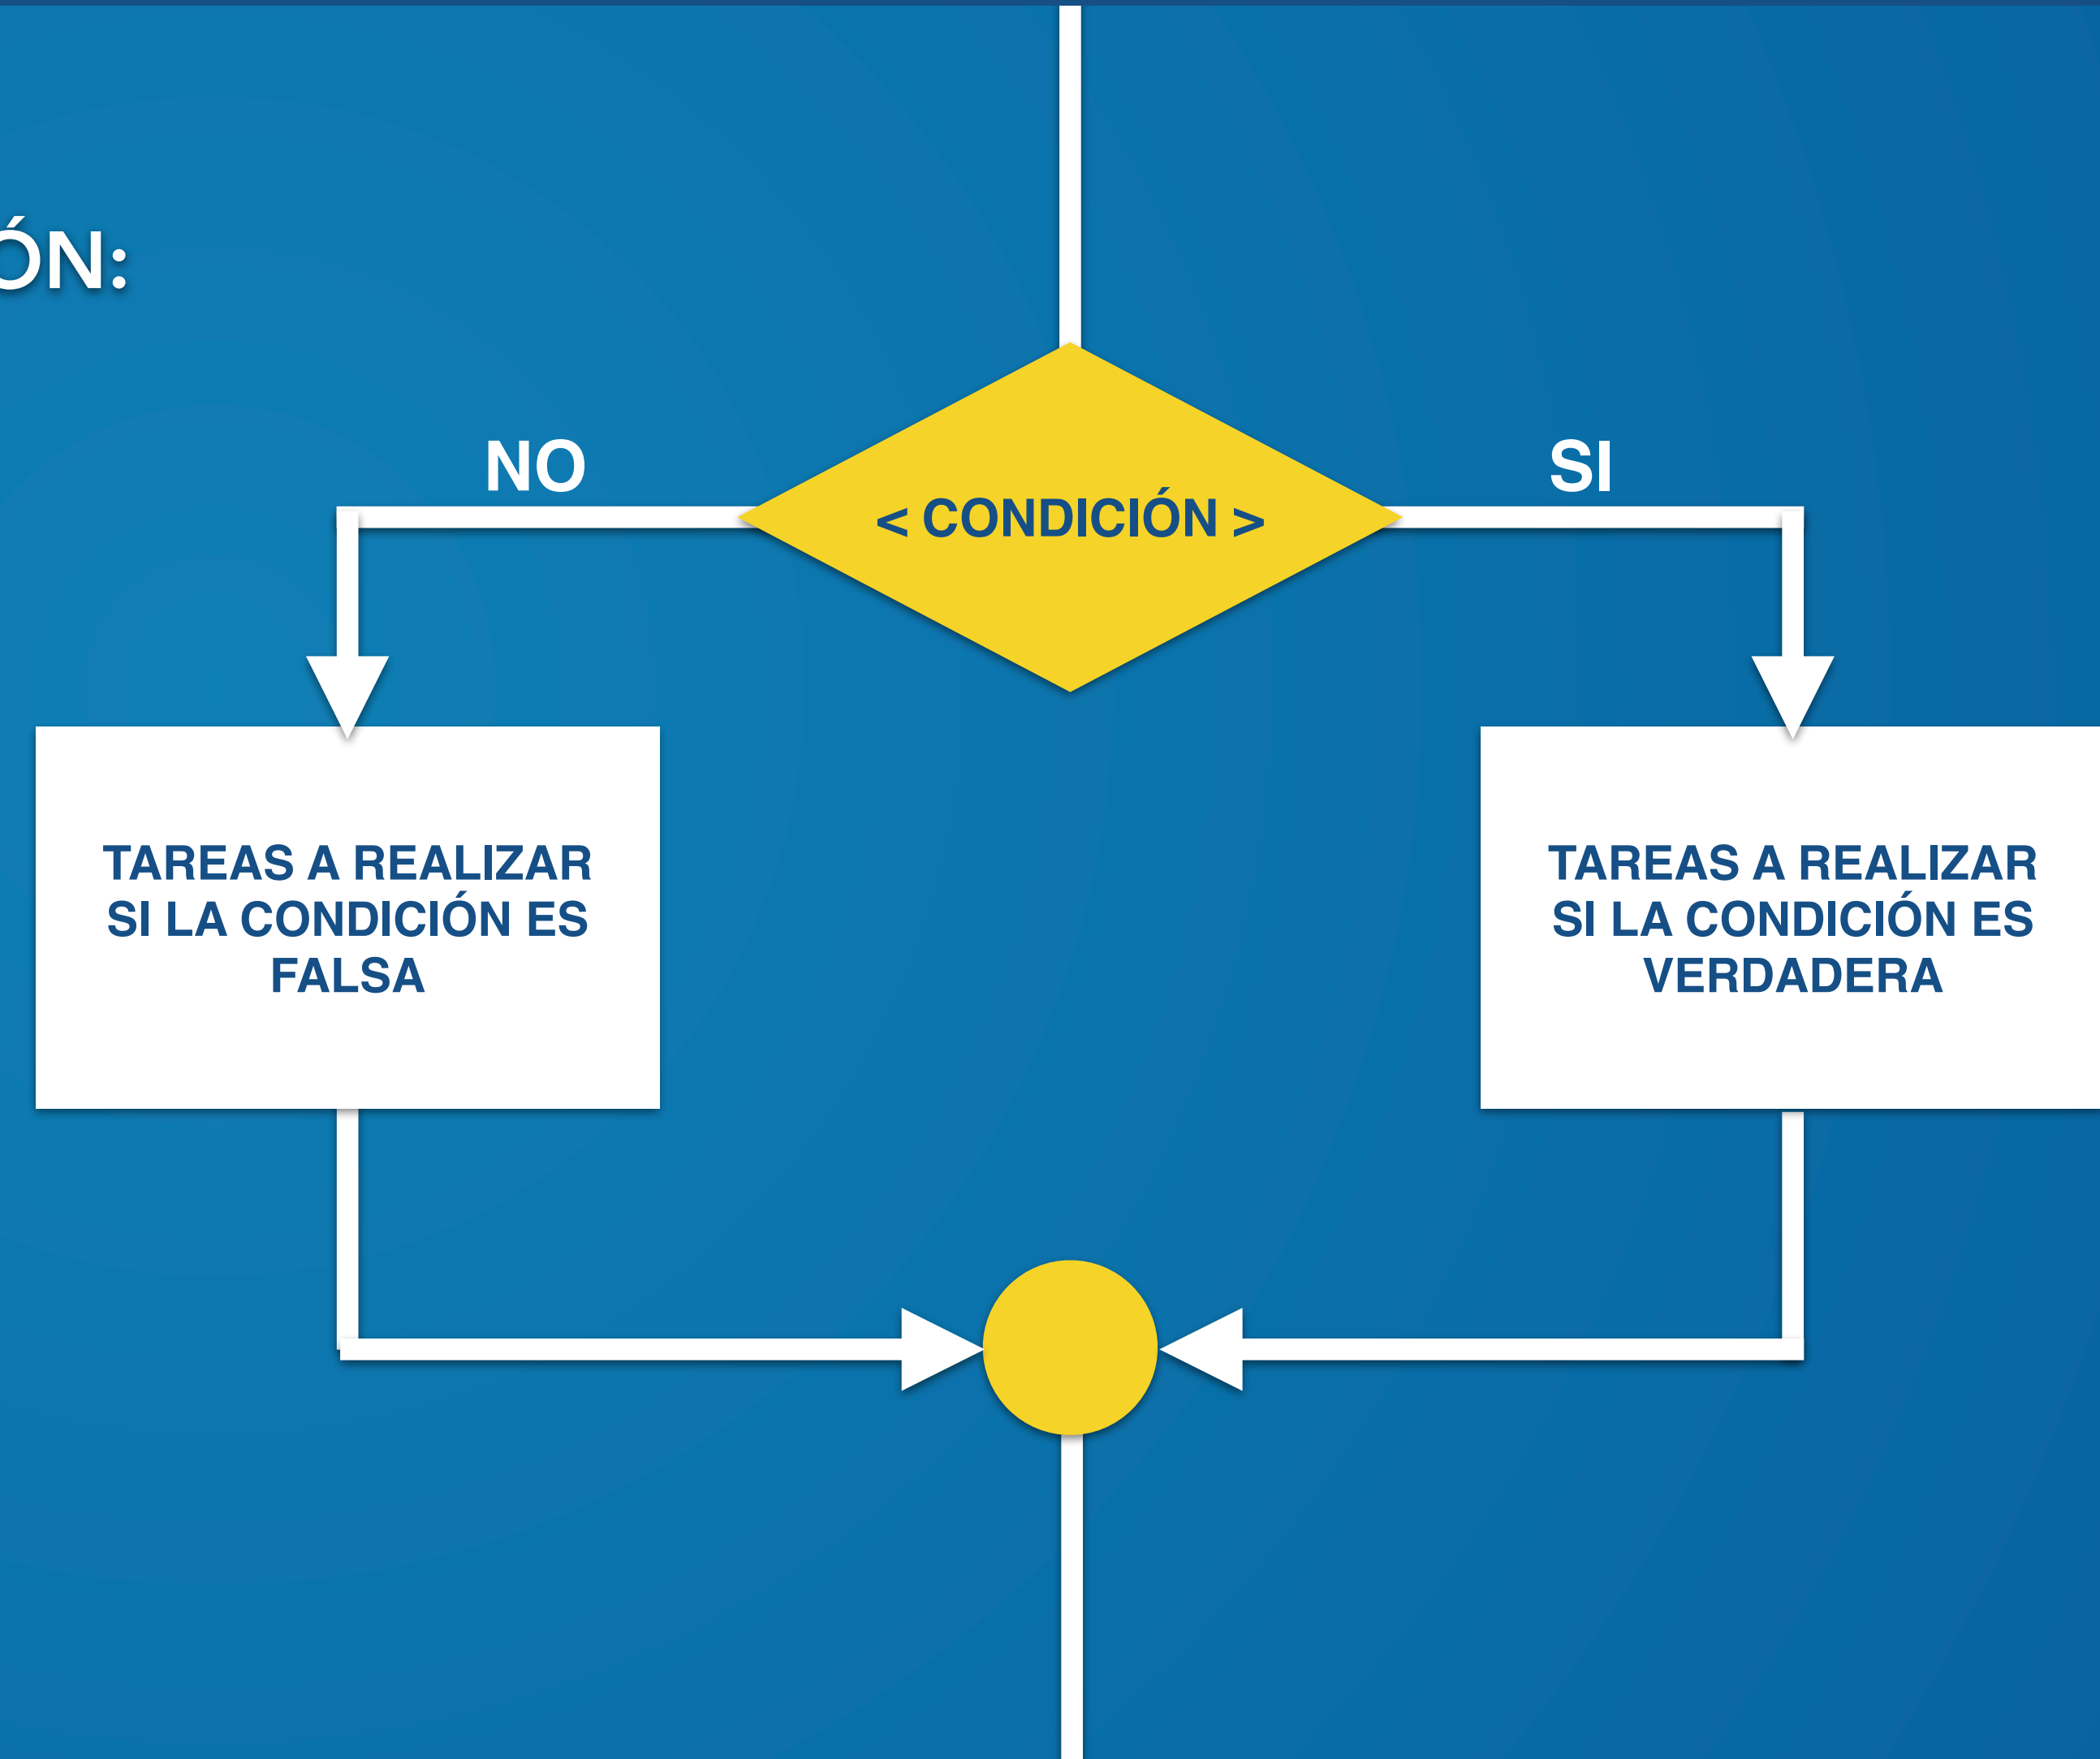 ÓN:
NO
SI
< CONDICIÓN >
TAREAS A REALIZAR
SI LA CONDICIÓN ES
FALSA
TAREAS A REALIZAR
SI LA CONDICIÓN ES
VERDADERA